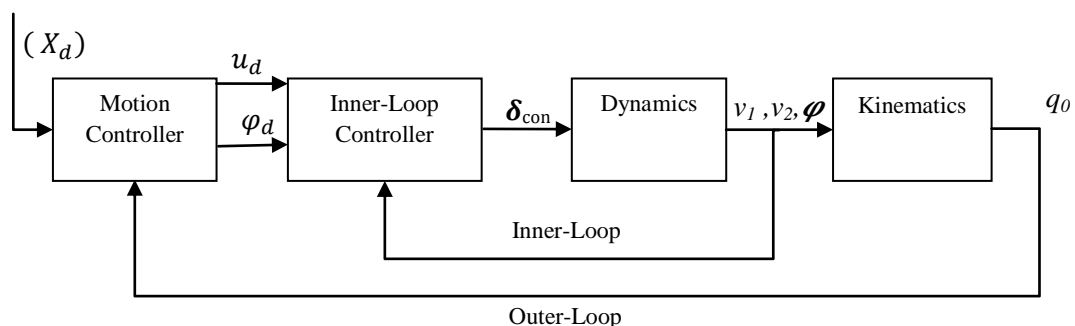 ( X_d)
u_d
φ_d
Motion
Controller
Inner-Loop
Controller
δ_con
Dynamics
v_1 ,v_2, φ
Kinematics
q_0
Inner-Loop
Outer-Loop